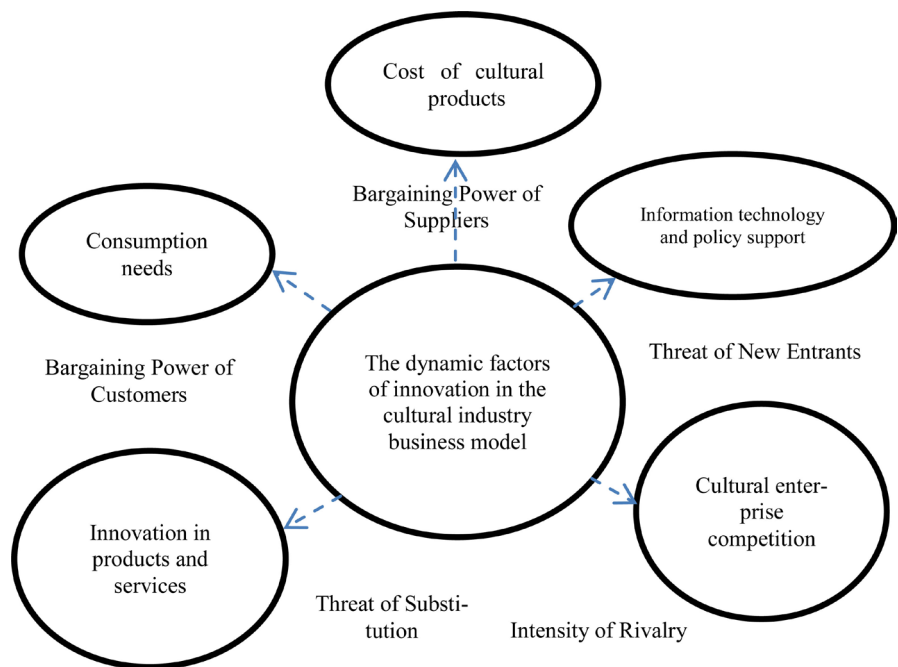 Cost of cultural
products
Bargaining Power of
Suppliers
Information technology
and policy support
Consumption
needs
Threat of New Entrants
Bargaining Power of
Customers
The dynamic factors
of innovation in the
cultural industry
business model
Cultural enter-
prise
competition
Innovation in
products and
services
Threat of Substi-
tution
Intensity of Rivalry